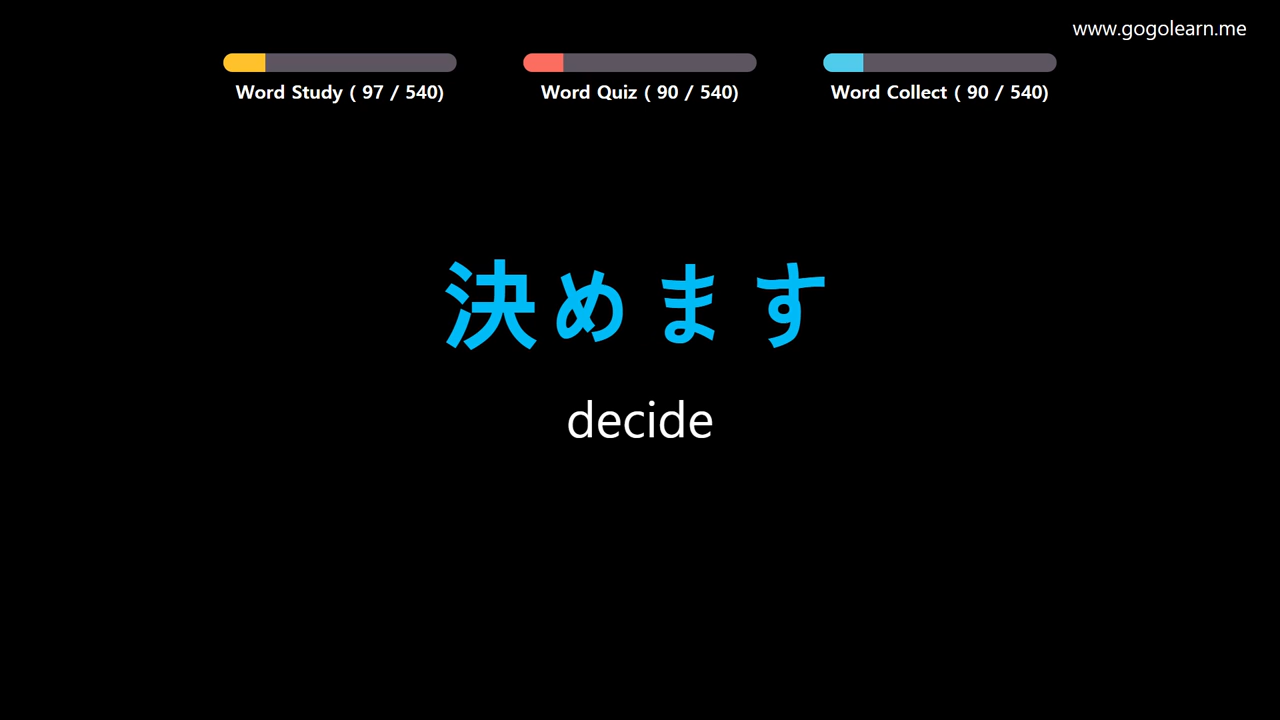 www.gogolearn.me
Word Study ( 97 / 540)
Word Quiz ( 90 / 540)
Word Collect ( 90 / 540)
決めます
decide